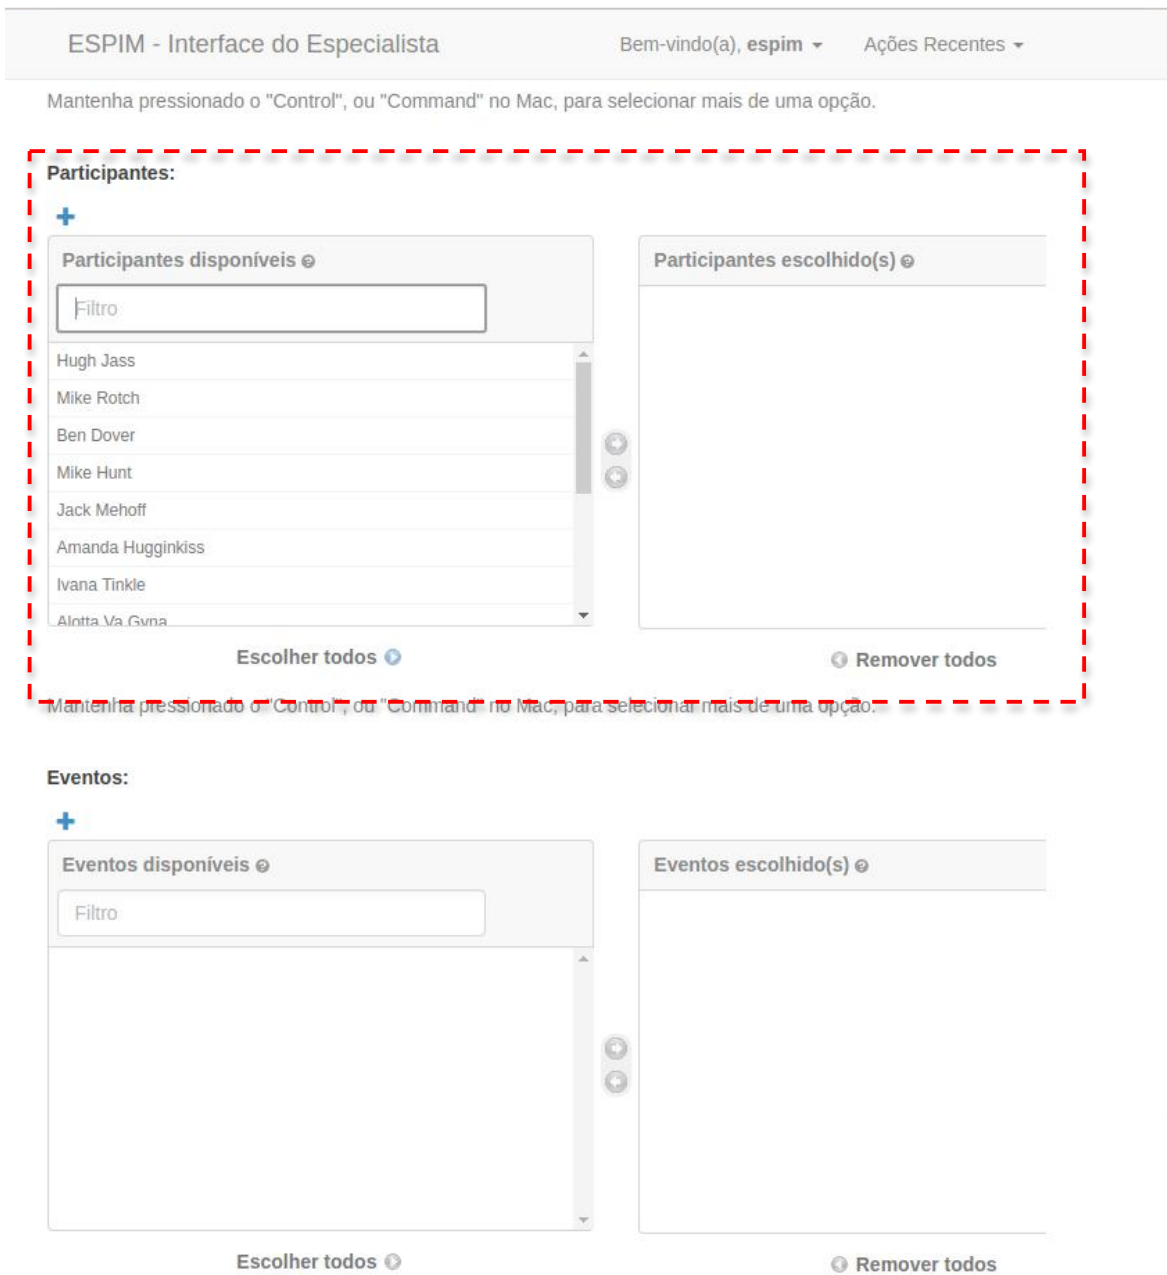 ESPIM - Interface do Especialista Bem-vindo(a), espim Ações Recentes
Mantenha pressionado o "Control", ou "Command" no Mac, para selecionar mais de uma opção.
Participantes:
Participantes disponíveis
Filtro
Hugh Jass
Mike Rotch
Ben Dover
Mike Hunt
Jack Mehoff
Amanda Hugginkiss
Ivana Tinkle
Alotta Va Gyna
Escolher todos
Participantes escolhido(s)
Remover todos
Mantenha pressionado o "Control", ou "Command" no Mac, para selecionar mais de uma opção.
Eventos:
Eventos disponíveis
Filtro
Escolher todos
Eventos escolhido(s)
Remover todos